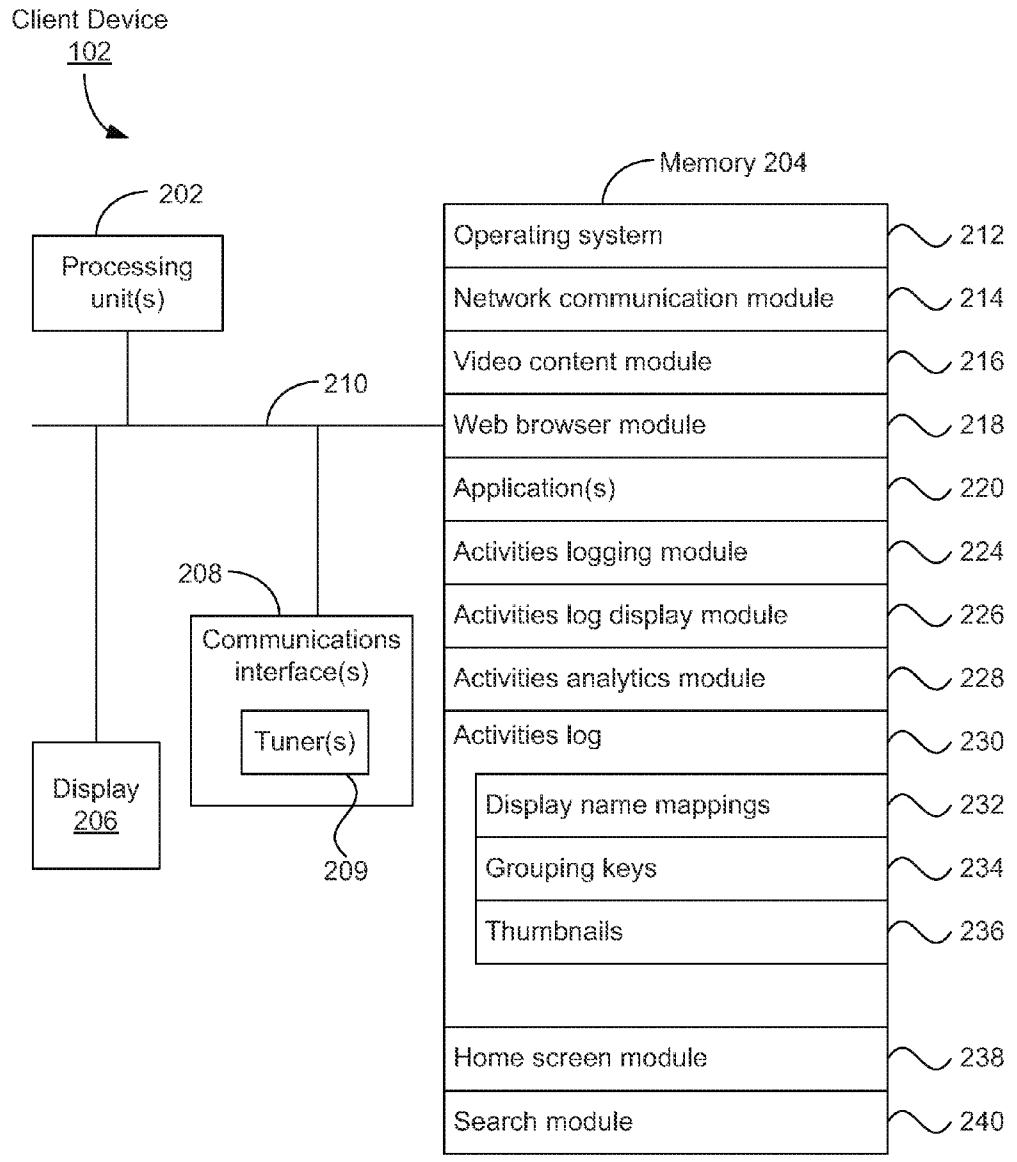 Client Device
102
202
Processing
unit(s)
210
208
Communications
interface(s)
Tuner(s)
209
Display
206
Memory 204
Operating system 212
Network communication module 214
Video content module 216
Web browser module 218
Application(s) 220
Activities logging module 224
Activities log display module 226
Activities analytics module 228
Activities log 230
Display name mappings 232
Grouping keys 234
Thumbnails 236
Home screen module 238
Search module 240